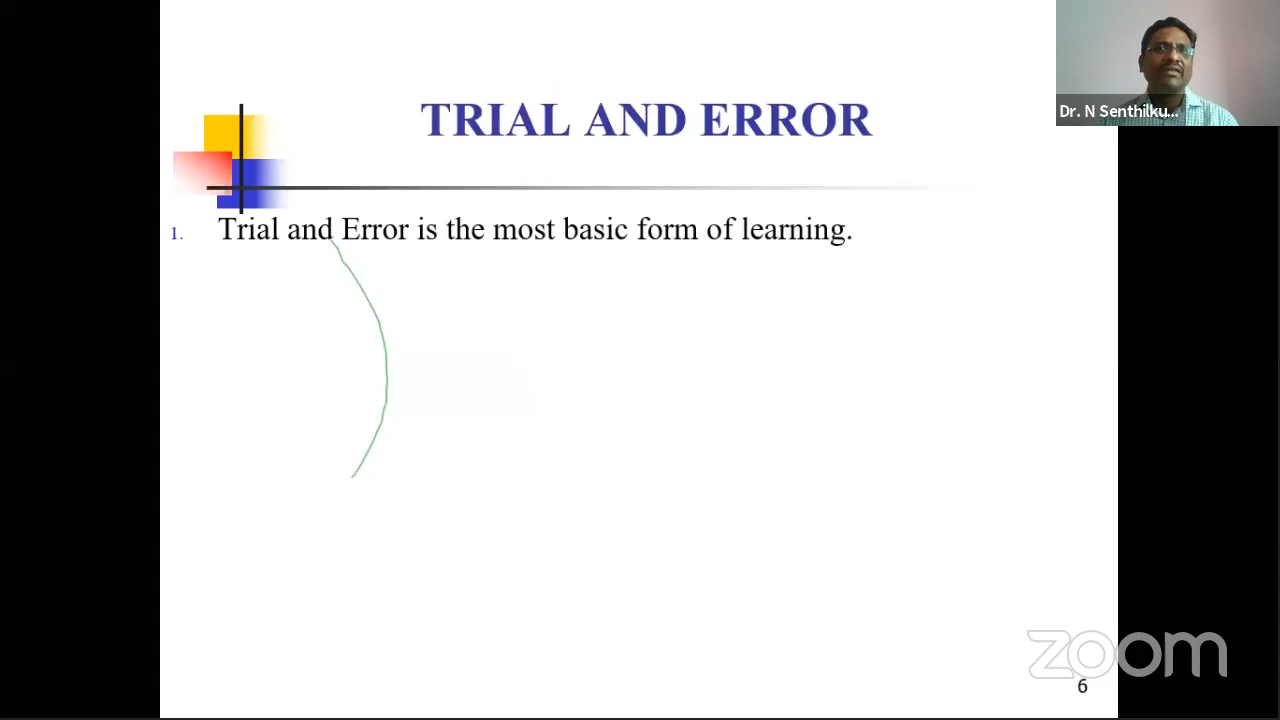 TRIAL AND ERROR
Dr. N Senthilku...
1. Trial and Error is the most basic form of learning.
zoom
6